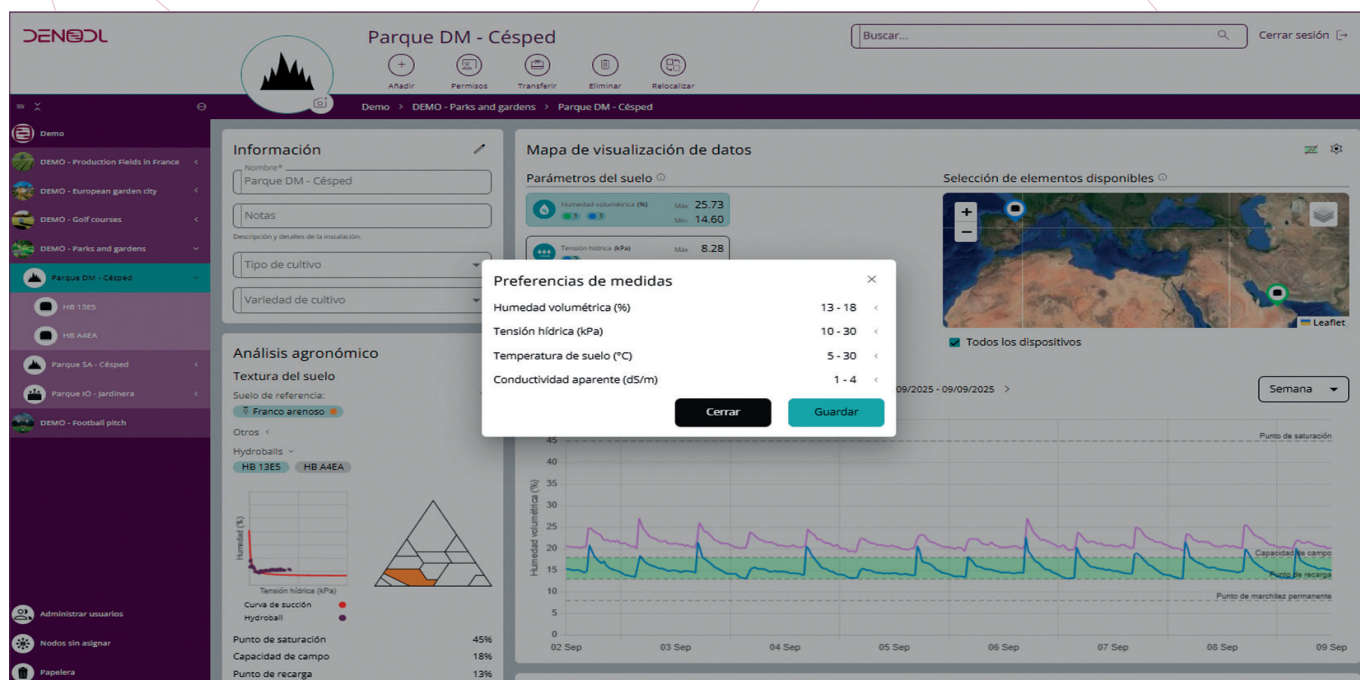 DENODL
Parque DM - Césped
Buscar...
Cerrar sesión
Añadir
Permisos
Transferir
Eliminar
Relocalizar
Demo > DEMO - Parks and gardens > Parque DM - Césped
Demo
DEMO - Production Fields in France
DEMO - European garden city
DEMO - Golf courses
DEMO - Parks and gardens
Parque DM - Césped
HB 13E5
HB A4EA
Parque SA - Césped
Parque IO - Jardinera
DEMO - Football pitch
Administrar usuarios
Nodos sin asignar
Papelera
Información
Nombre*
Parque DM - Césped
Notas
Descripción y detalles de la instalación.
Tipo de cultivo
Variedad de cultivo
Análisis agronómico
Textura del suelo
Suelo de referencia:
Franco arenoso
Otros
Hydroballs
HB 13E5 HB A4EA
Humedad (%)
Tensión hídrica (kPa)
Curva de succión
Hydroball
Punto de saturación 45%
Capacidad de campo 18%
Punto de recarga 13%
Mapa de visualización de datos
Parámetros del suelo
Humedad volumétrica (%) Máx 25.73
1 1 Min 14.60
Tensión hídrica (kPa) Máx 8.28
Selección de elementos disponibles
+
−
Leaflet
Todos los dispositivos
Preferencias de medidas ×
Humedad volumétrica (%) 13 - 18
Tensión hídrica (kPa) 10 - 30
Temperatura de suelo (°C) 5 - 30
Conductividad aparente (dS/m) 1 - 4
Cerrar Guardar
09/2025 - 09/09/2025 >
Semana
Humedad volumétrica (%)
45
40
35
30
25
20
15
10
5
0
Punto de saturación
Capacidad de campo
Punto de recarga
Punto de marchitez permanente
02 Sep 03 Sep 04 Sep 05 Sep 06 Sep 07 Sep 08 Sep 09 Sep